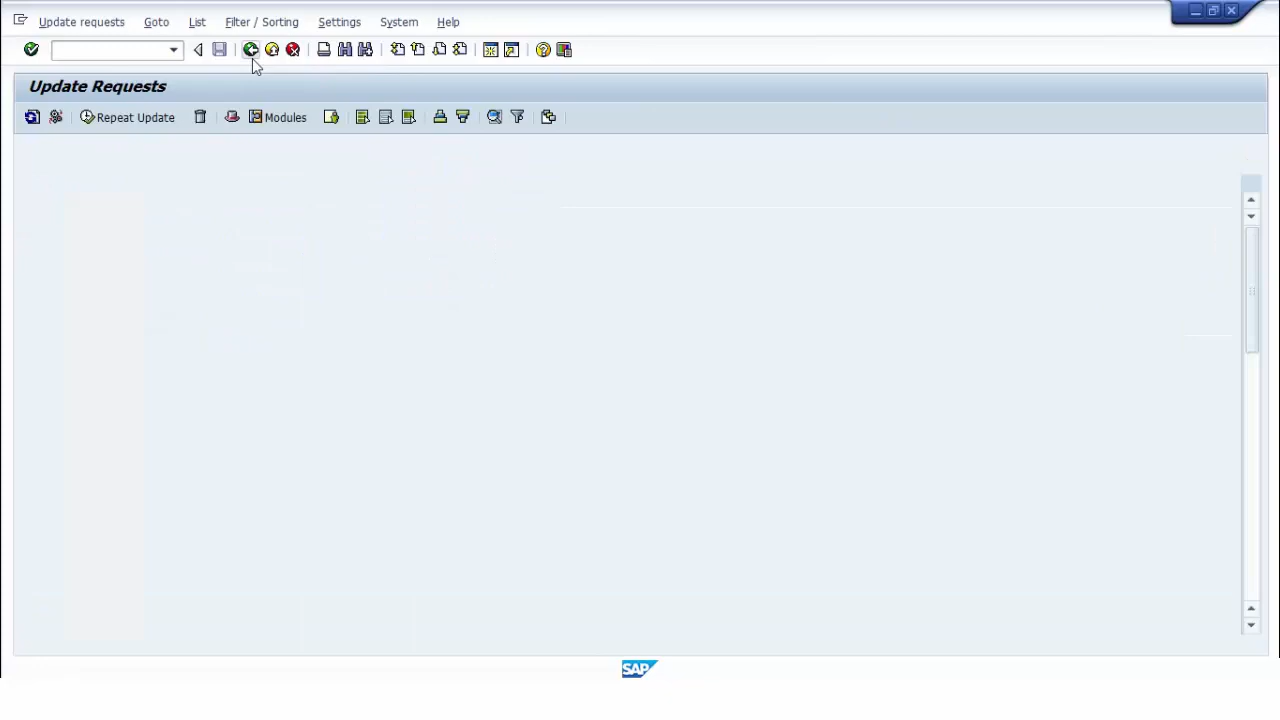 Update requests Goto List Filter / Sorting Settings System Help
Update Requests
Repeat Update Modules
SAP